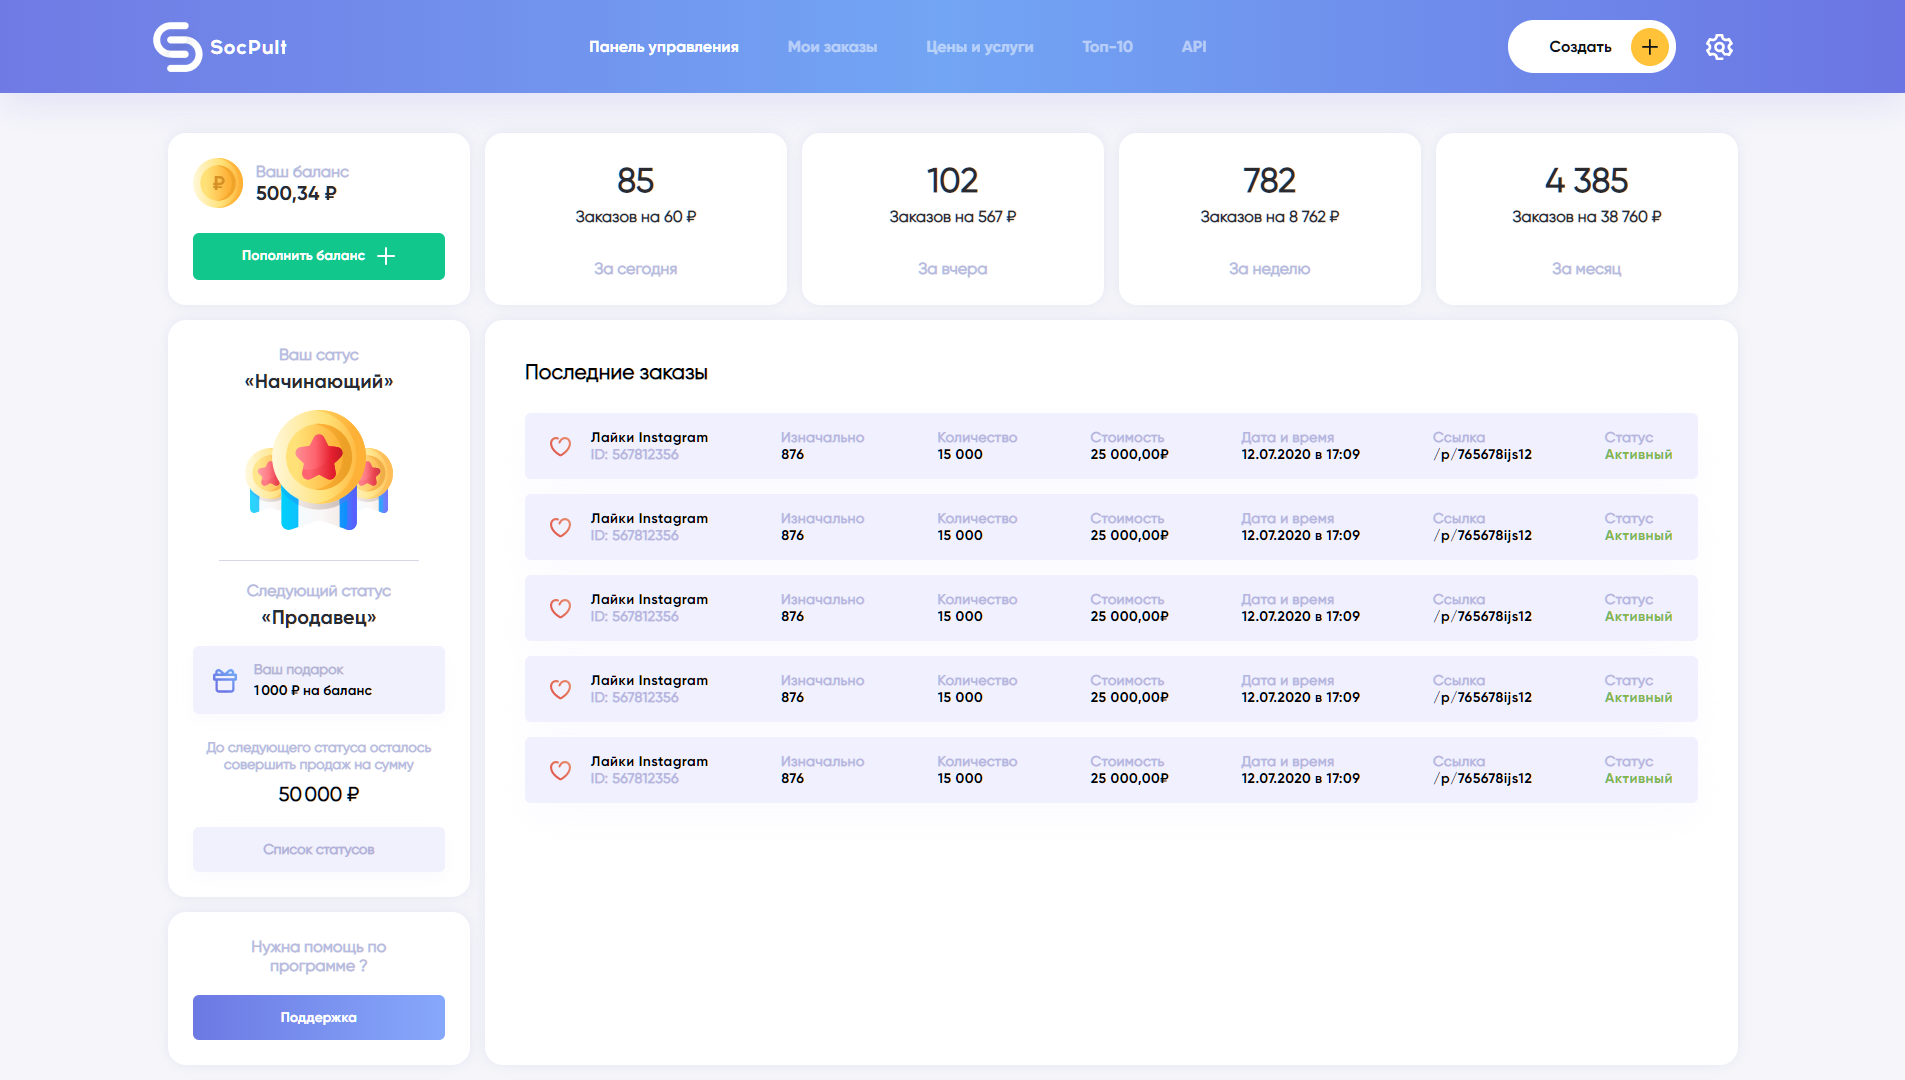 SocPult
Панель управления
Мои заказы
Цены и услуги
Топ-10
API
Создать
Ваш баланс
500,34 ₽
Пополнить баланс
85
Заказов на 60 ₽
За сегодня
102
Заказов на 567 ₽
За вчера
782
Заказов на 8 762 ₽
За неделю
4 385
Заказов на 38 760 ₽
За месяц
Ваш сатус
«Начинающий»
Следующий статус
«Продавец»
Ваш подарок
1 000 ₽ на баланс
До следующего статуса осталось
совершить продаж на сумму
50 000 ₽
Список статусов
Нужна помощь по
программе ?
Поддержка
Последние заказы
Лайки Instagram Изначально Количество Стоимость Дата и время Ссылка Статус
ID: 567812356 876 15 000 25 000,00₽ 12.07.2020 в 17:09 /p/765678ijs12 Активный
Лайки Instagram Изначально Количество Стоимость Дата и время Ссылка Статус
ID: 567812356 876 15 000 25 000,00₽ 12.07.2020 в 17:09 /p/765678ijs12 Активный
Лайки Instagram Изначально Количество Стоимость Дата и время Ссылка Статус
ID: 567812356 876 15 000 25 000,00₽ 12.07.2020 в 17:09 /p/765678ijs12 Активный
Лайки Instagram Изначально Количество Стоимость Дата и время Ссылка Статус
ID: 567812356 876 15 000 25 000,00₽ 12.07.2020 в 17:09 /p/765678ijs12 Активный
Лайки Instagram Изначально Количество Стоимость Дата и время Ссылка Статус
ID: 567812356 876 15 000 25 000,00₽ 12.07.2020 в 17:09 /p/765678ijs12 Активный